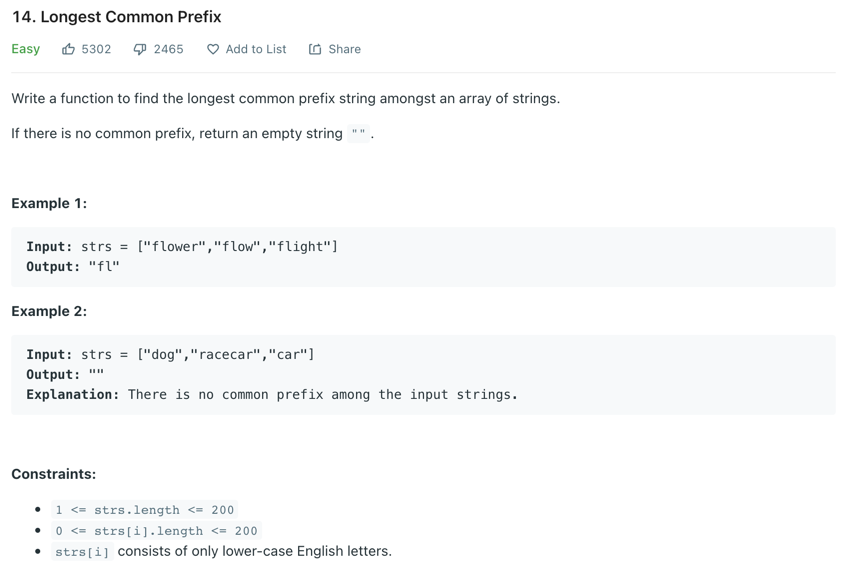 14. Longest Common Prefix
Easy 5302 2465 Add to List Share
Write a function to find the longest common prefix string amongst an array of strings.
If there is no common prefix, return an empty string "".
Example 1:
Input: strs = ["flower","flow","flight"]
Output: "fl"
Example 2:
Input: strs = ["dog","racecar","car"]
Output: ""
Explanation: There is no common prefix among the input strings.
Constraints:
• 1 <= strs.length <= 200
• 0 <= strs[i].length <= 200
• strs[i] consists of only lower-case English letters.